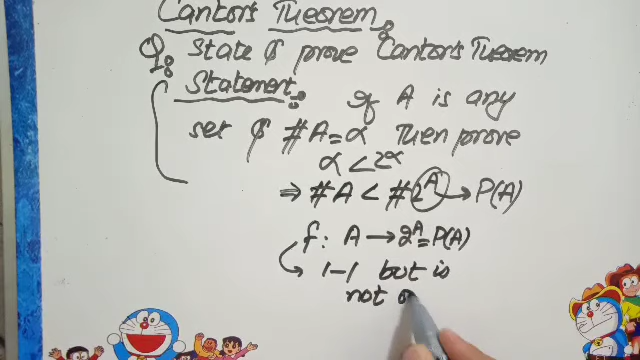 Cantor's Theorem:
Q: State & prove Cantor's Theorem
Statement: If A is any
set & #A=α Then prove
α < 2^α
⇒ #A < #2^A → P(A)
f: A → 2^A = P(A)
1-1 but is
not